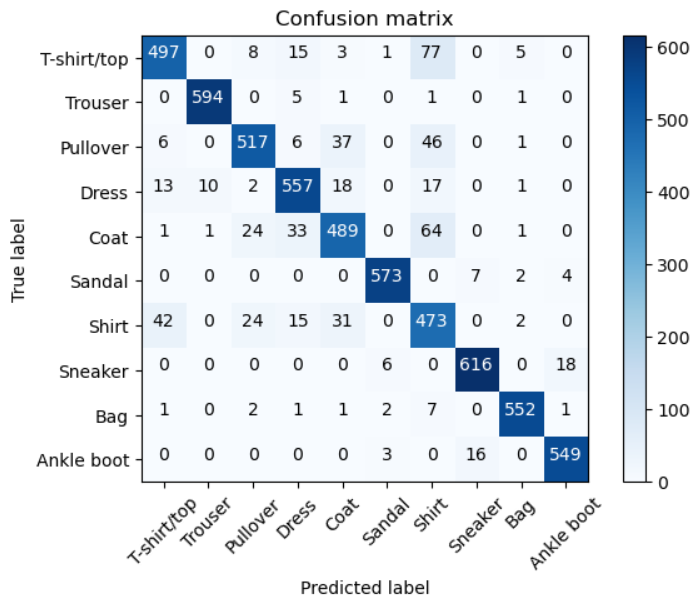 Confusion matrix
T-shirt/top 497 0 8 15 3 1 77 0 5 0
Trouser 0 594 0 5 1 0 1 0 1 0
Pullover 6 0 517 6 37 0 46 0 1 0
Dress 13 10 2 557 18 0 17 0 1 0
Coat 1 1 24 33 489 0 64 0 1 0
Sandal 0 0 0 0 0 573 0 7 2 4
Shirt 42 0 24 15 31 0 473 0 2 0
Sneaker 0 0 0 0 0 6 0 616 0 18
Bag 1 0 2 1 1 2 7 0 552 1
Ankle boot 0 0 0 0 0 3 0 16 0 549
T-shirt/top Trouser Pullover Dress Coat Sandal Shirt Sneaker Bag Ankle boot
Predicted label
True label
600
500
400
300
200
100
0